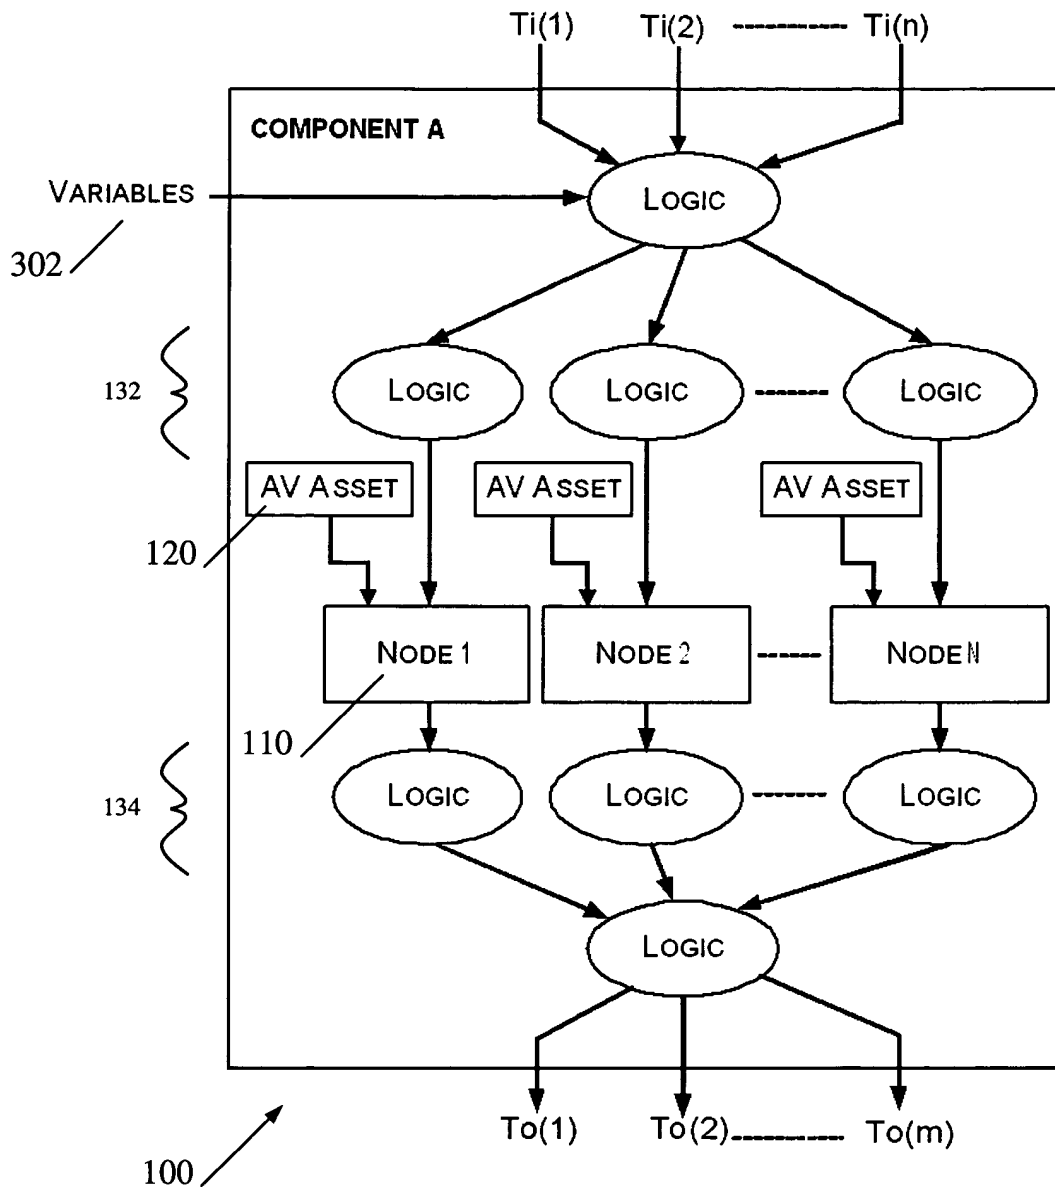 Ti(1) Ti(2) Ti(n)
COMPONENT A
VARIABLES
LOGIC
302
132
LOGIC LOGIC LOGIC
AV ASSET AV ASSET AV ASSET
120
NODE 1 NODE 2 NODE N
110
134
LOGIC LOGIC LOGIC
LOGIC
To(1) To(2) To(m)
100